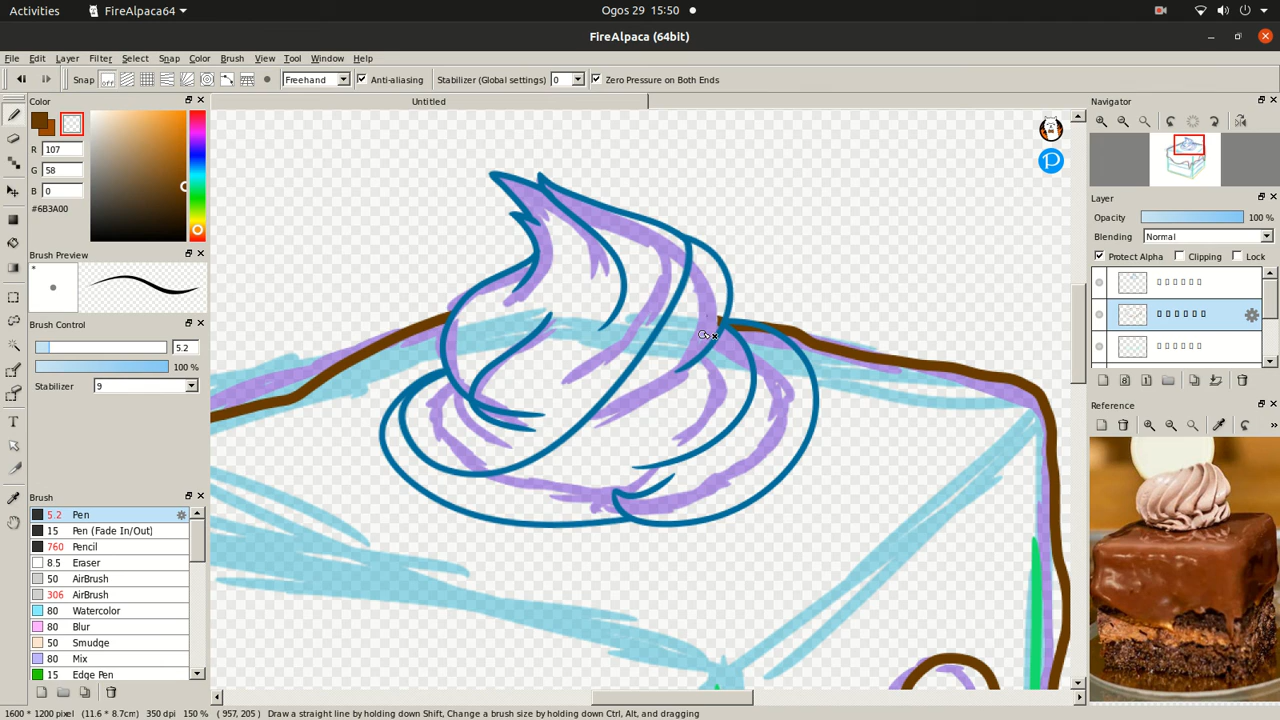 Activities FireAlpaca64 Ogos 29 15:50
FireAlpaca (64bit)
File Edit Layer Filter Select Snap Color Brush View Tool Window Help
Snap off Freehand Anti-aliasing Stabilizer (Global settings) 0 Zero Pressure on Both Ends
Color
R 107
G 58
B 0
#6B3A00
Brush Preview
*
Brush Control
5.2
100 %
Stabilizer 9
Brush
5.2 Pen
15 Pen (Fade In/Out)
760 Pencil
8.5 Eraser
50 AirBrush
306 AirBrush
80 Watercolor
80 Blur
50 Smudge
80 Mix
15 Edge Pen
Untitled
Navigator
Layer
Opacity 100 %
Blending Normal
Protect Alpha Clipping Lock
Reference
1600 * 1200 pixel (11.6 * 8.7cm) 350 dpi 150 % ( 957, 205 ) Draw a straight line by holding down Shift, Change a brush size by holding down Ctrl, Alt, and dragging